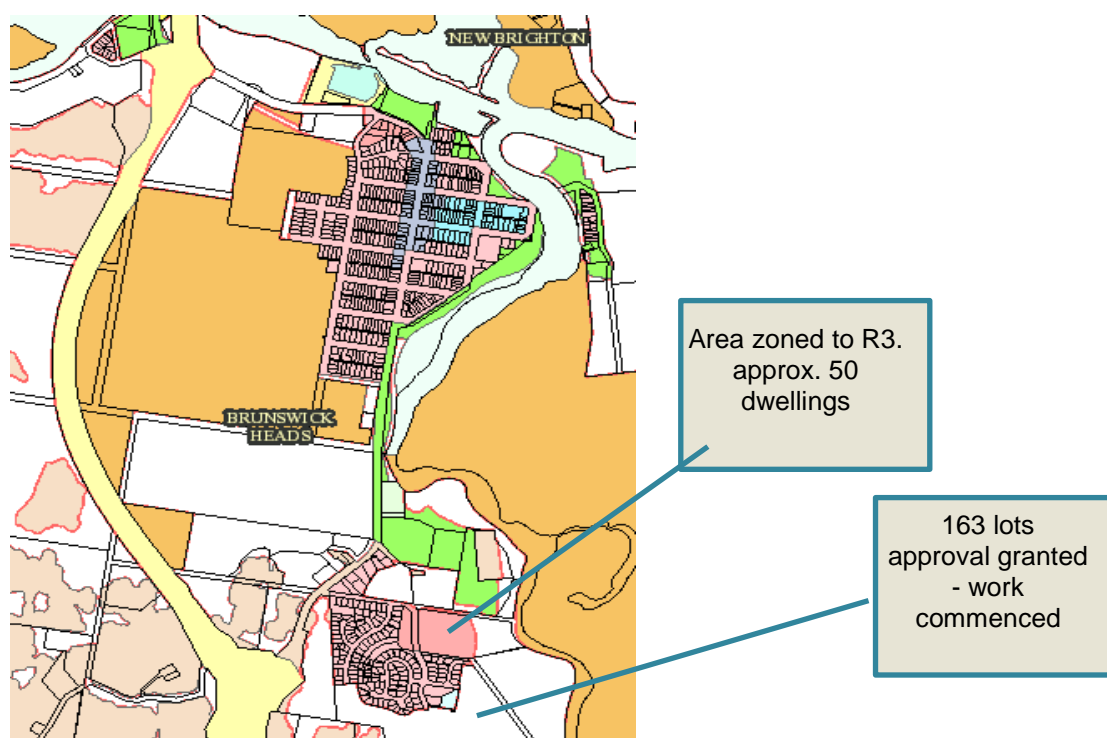 NEW BRIGHTON
BRUNSWICK
HEADS
Area zoned to R3.
approx. 50
dwellings
163 lots
approval granted
- work
commenced